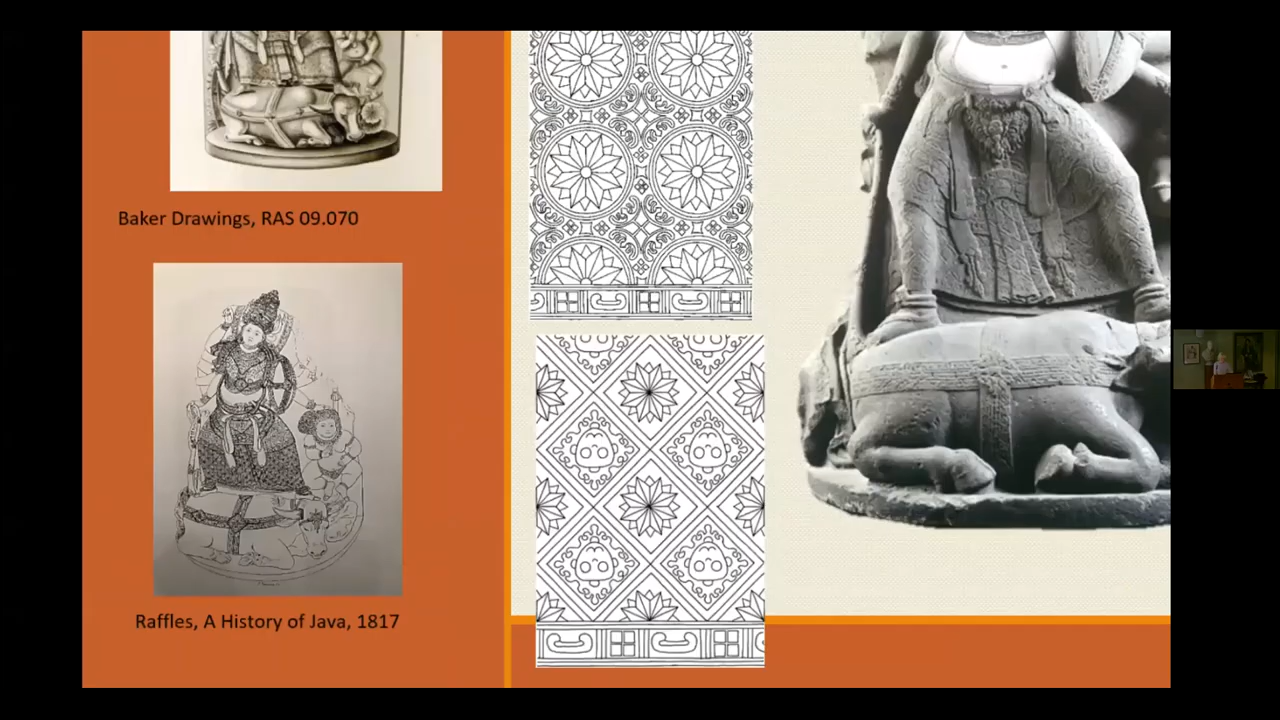 Baker Drawings, RAS 09.070
Raffles, A History of Java, 1817